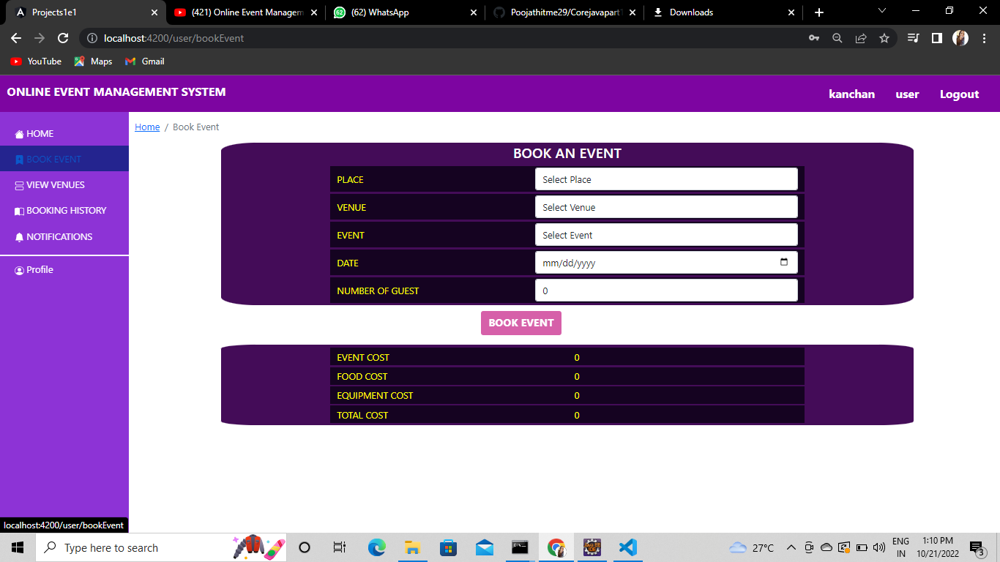 Projects1e1
(421) Online Event Managem
(62) WhatsApp
Poojathitme29/Corejavapart1
Downloads
localhost:4200/user/bookEvent
YouTube
Maps
Gmail
ONLINE EVENT MANAGEMENT SYSTEM
kanchan
user
Logout
HOME
BOOK EVENT
VIEW VENUES
BOOKING HISTORY
NOTIFICATIONS
Profile
Home / Book Event
BOOK AN EVENT
PLACE Select Place
VENUE Select Venue
EVENT Select Event
DATE mm/dd/yyyy
NUMBER OF GUEST 0
BOOK EVENT
EVENT COST 0
FOOD COST 0
EQUIPMENT COST 0
TOTAL COST 0
localhost:4200/user/bookEvent
Type here to search
27°C
ENG
IN
1:10 PM
10/21/2022
3